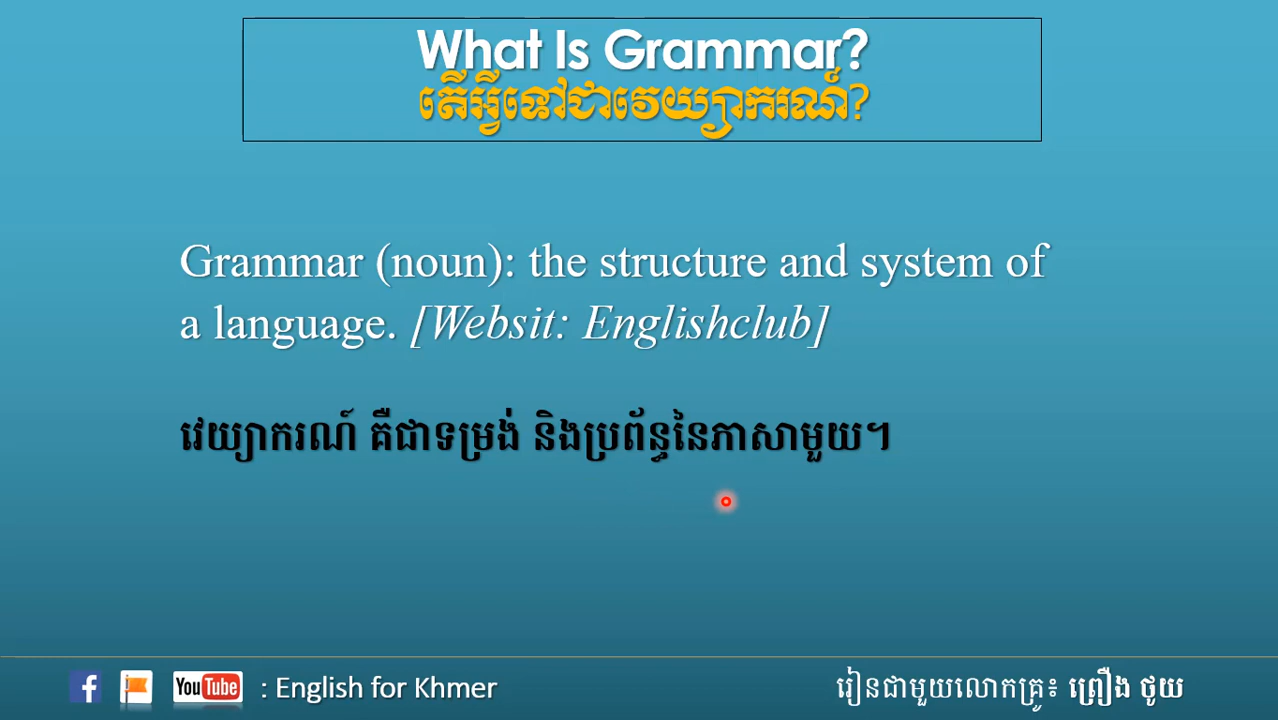 What Is Grammar?
តើអ្វីទៅជាវេយ្យាករណ៍?
Grammar (noun): the structure and system of
a language. [Websit: Englishclub]
វេយ្យាករណ៍ គឺជាទម្រង់ និងប្រព័ន្ធនៃភាសាមួយ។
You Tube : English for Khmer
រៀនជាមួយលោកគ្រូ៖ ព្រឿង ថូយ